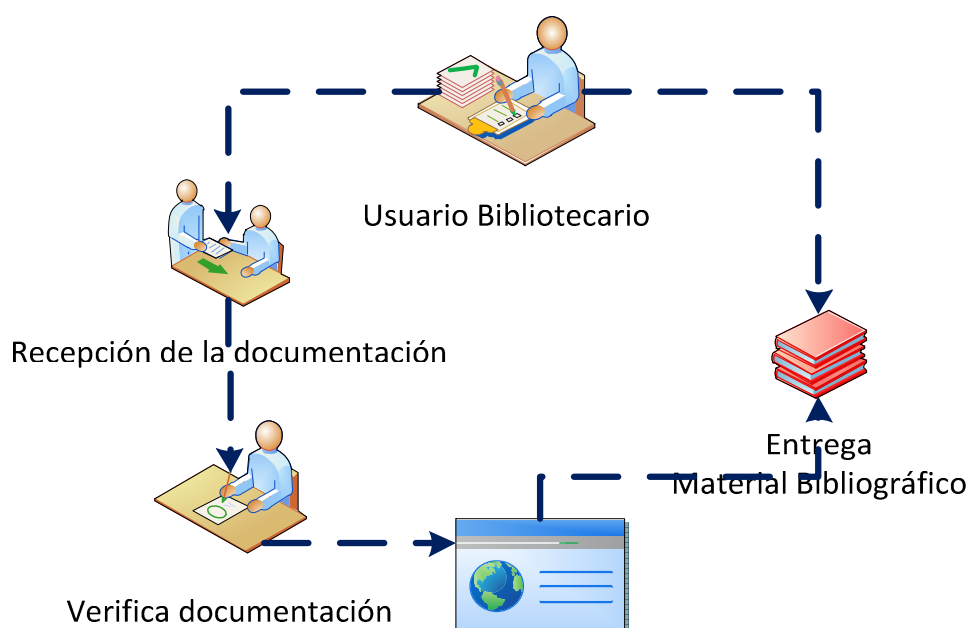 Usuario Bibliotecario
Recepción de la documentación
Entrega
Material Bibliográfico
Verifica documentación